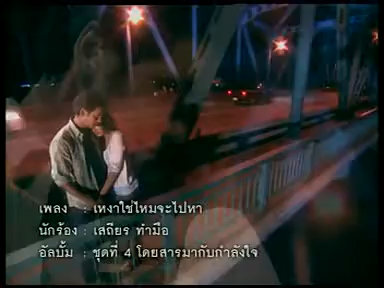 เพลง : เหงาใช่ไหมจะไปหา
นักร้อง : เสถียร ทำมือ
อัลบั้ม : ชุดที่ 4 โดยสารมากับกำลังใจ